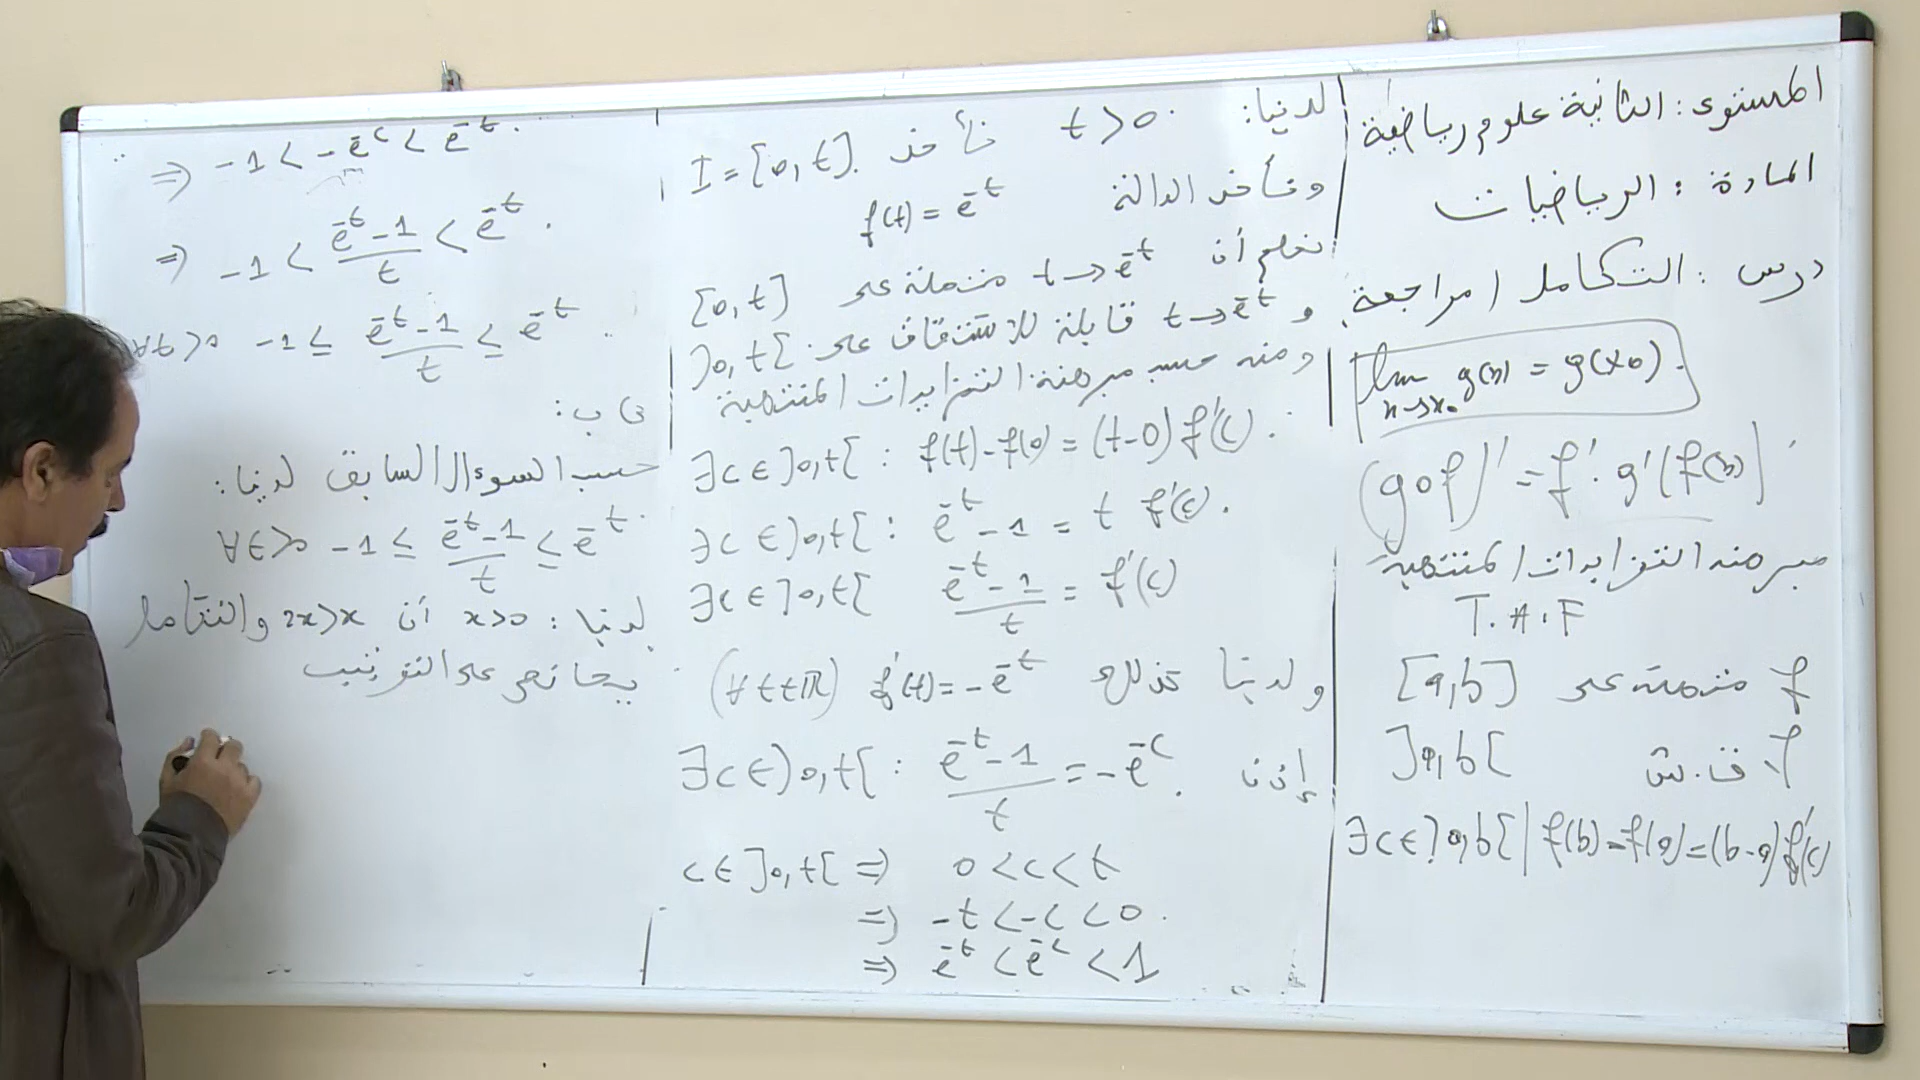 المستوى : الثانية علوم رياضية
المادة : الرياضيات
درس : التكامل (مراجعة)
lim g(x) = g(x₀).
x→x₀
(gof)' = f'. g'(f(x))
مبرهنة التزايدات المنتهية
T.A.F
f متصلة على [a,b]
f ق.ش ]a,b[
∃c∈]a,b[ | f(b)-f(a)=(b-a)f'(c)
لدينا: t>0 نأخذ I=[0,t].
ونأخذ الدالة f(t)=e^-t
نعلم أن t→e^-t متصلة على [0,t]
و t→e^-t قابلة للاشتقاق على ]0,t[
ومنه حسب مبرهنة التزايدات المنتهية
∃c∈]0,t[ : f(t)-f(0)=(t-0)f'(c).
∃c∈]0,t[ : e^-t-1 = t f'(c).
∃c∈]0,t[ (e^-t-1)/t = f'(c)
ولدينا كذلك (∀t∈ℝ) f'(t)=-e^-t
إذن ∃c∈]0,t[ : (e^-t-1)/t = -e^-c.
c∈]0,t[ ⇒ 0<c<t
⇒ -t<-c<0.
⇒ e^-t<e^-c<1
⇒ -1<-e^-c<e^-t.
⇒ -1<(e^-t-1)/t<e^-t.
∀t>0 -1≤(e^-t-1)/t≤e^-t.
ب:
حسب السوءال السابق لدينا:
∀t>0 -1≤(e^-t-1)/t≤e^-t.
لدينا: x>0 أن 2x>x والتكامل
يحافظ على الترتيب